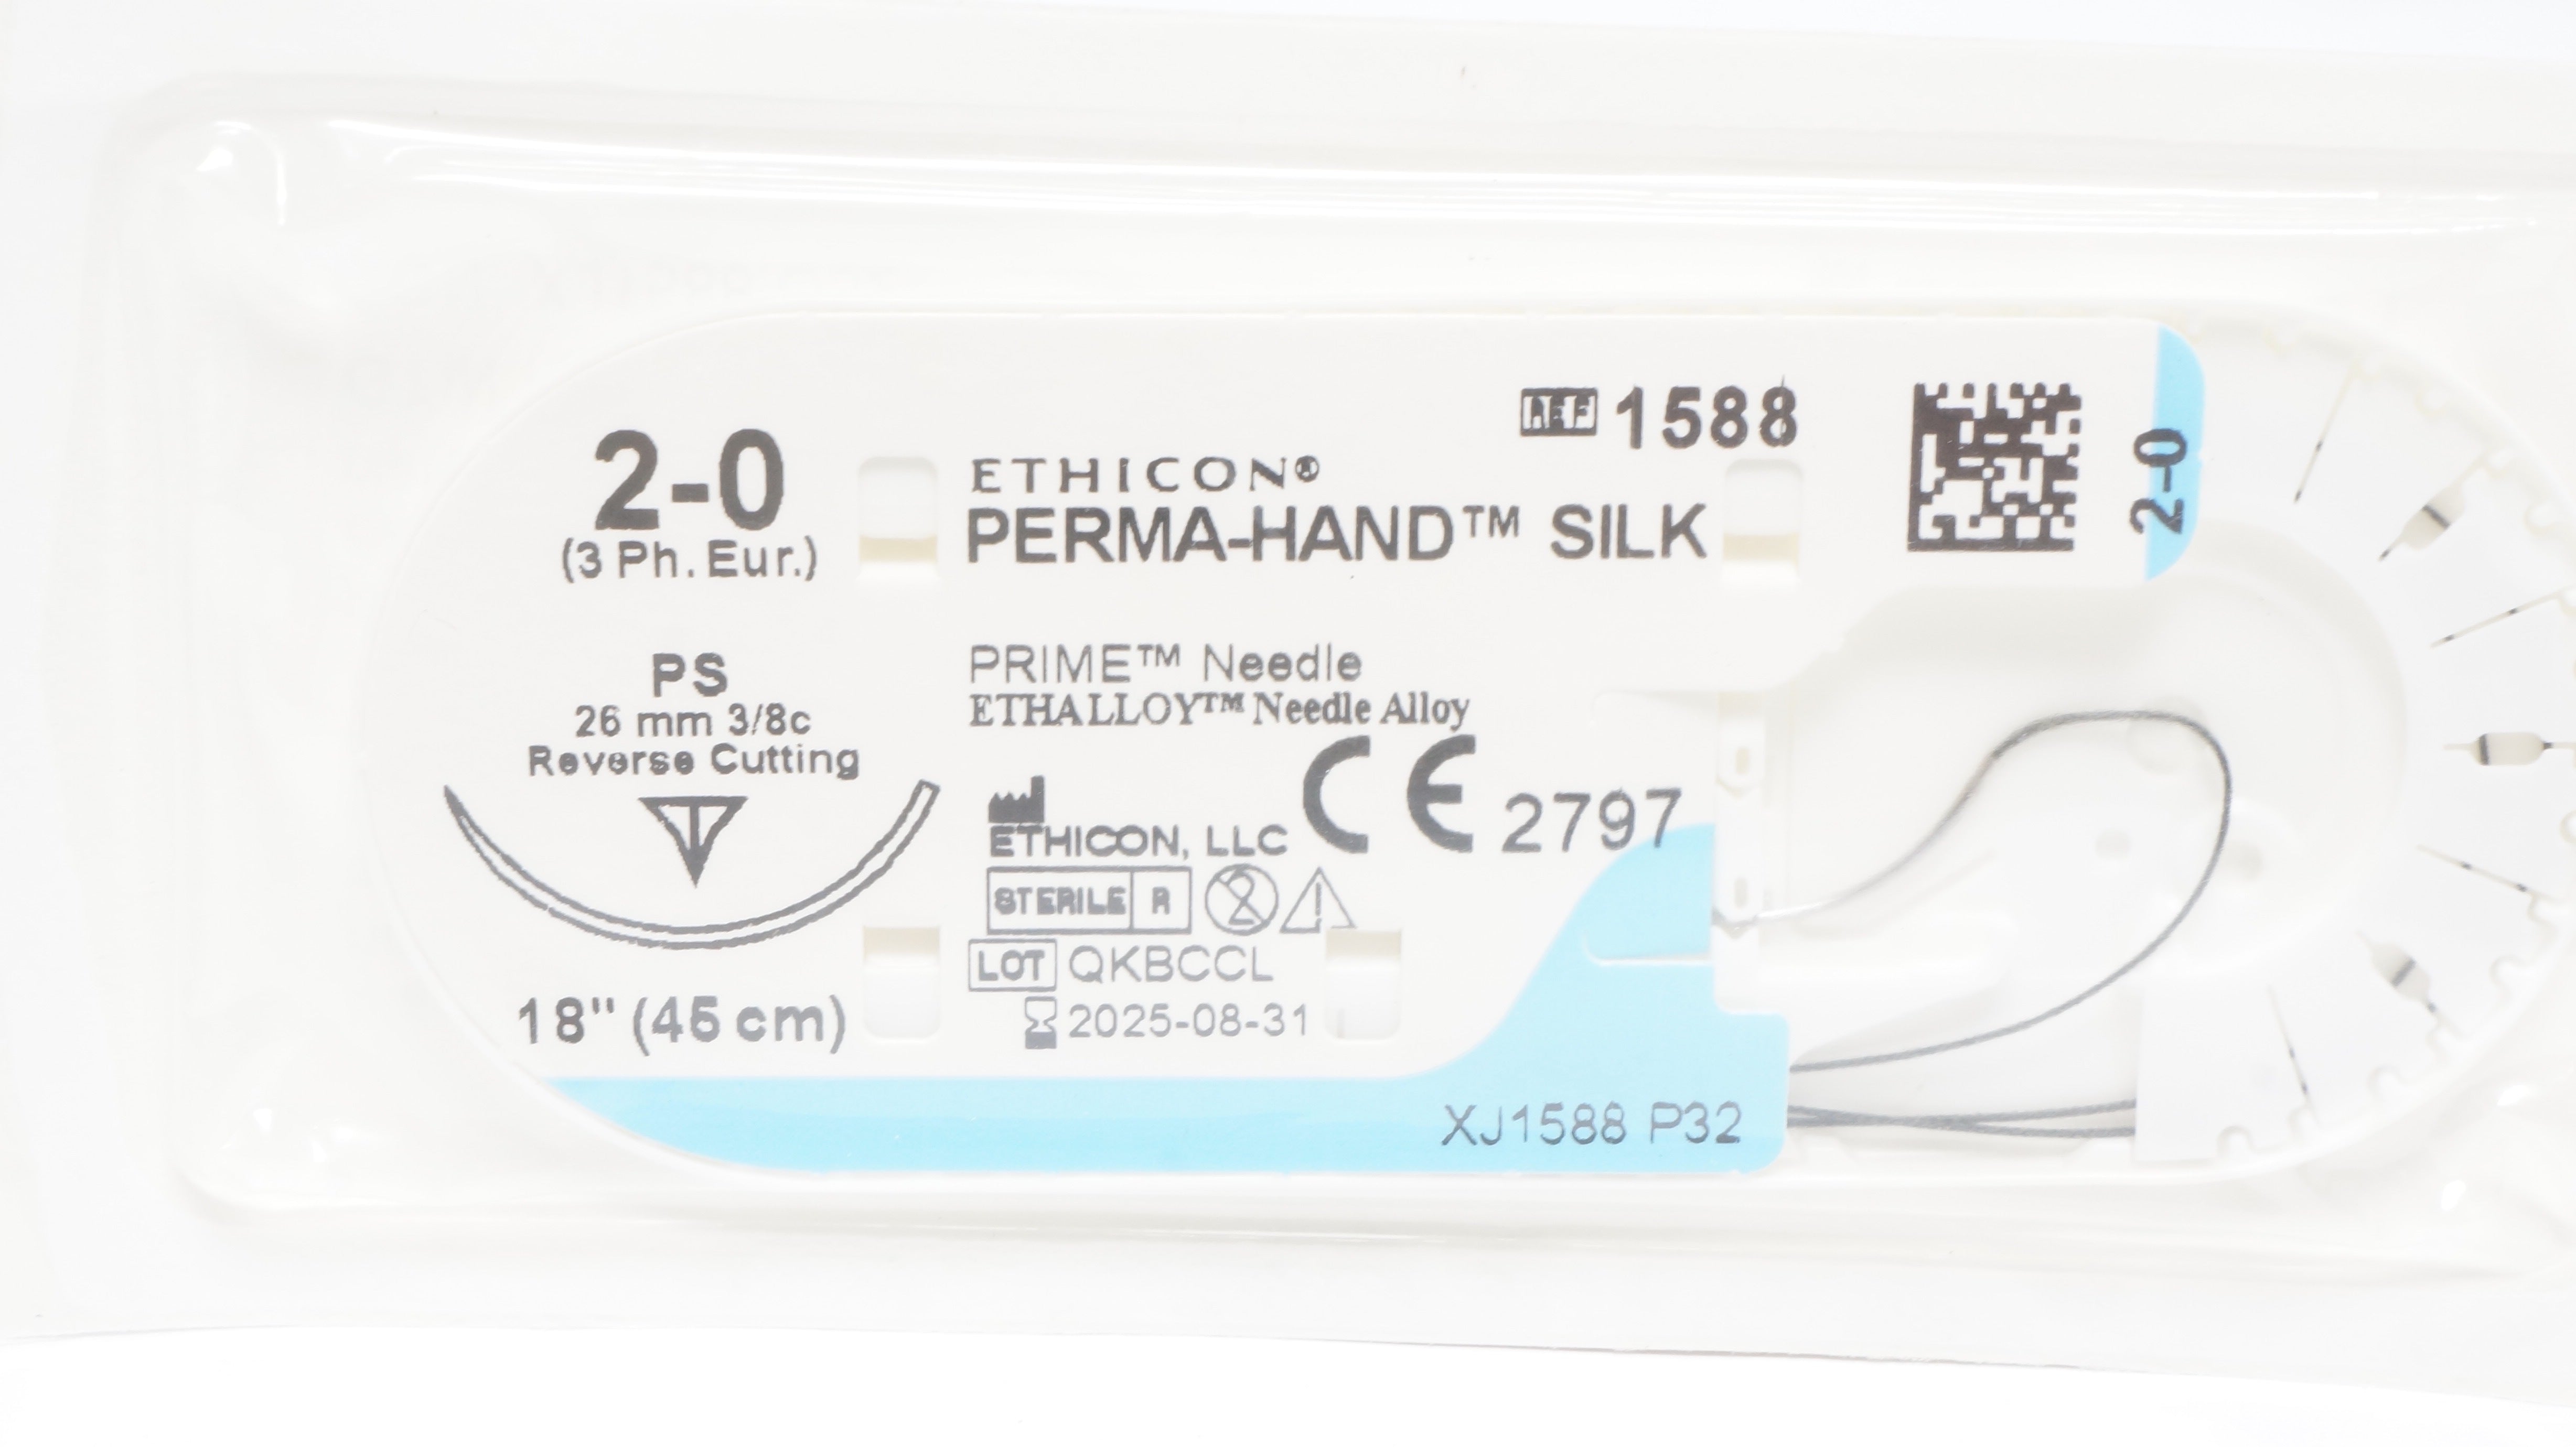 2-0
(3 Ph. Eur.)
PS
26 mm 3/8c
Reverse Cutting
18" (45 cm)
REF 1588
ETHICON®
PERMA-HAND™ SILK
PRIME™ Needle
ETHALLOY™ Needle Alloy
CE 2797
ETHICON, LLC
STERILE R
2
LOT QKBCCL
2025-08-31
XJ1588 P32
2-0